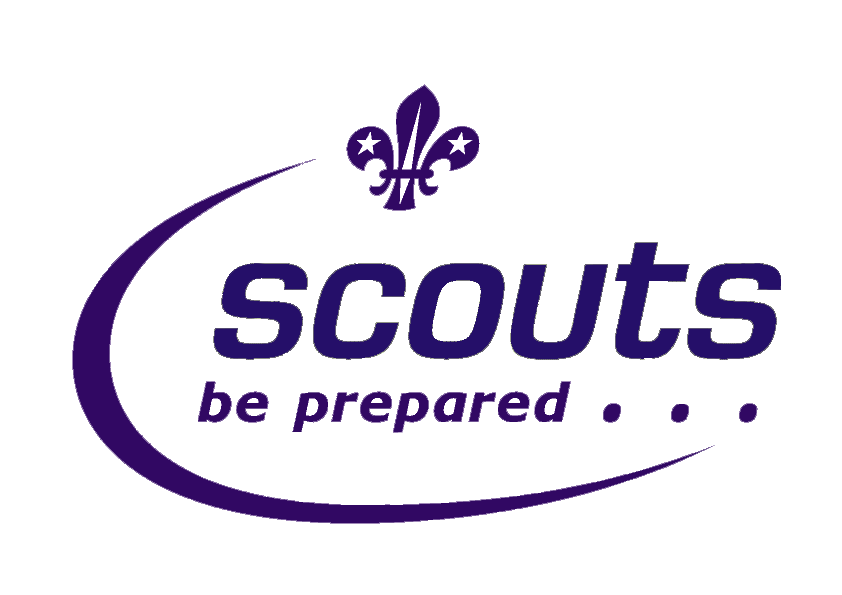 scouts
be prepared . . .